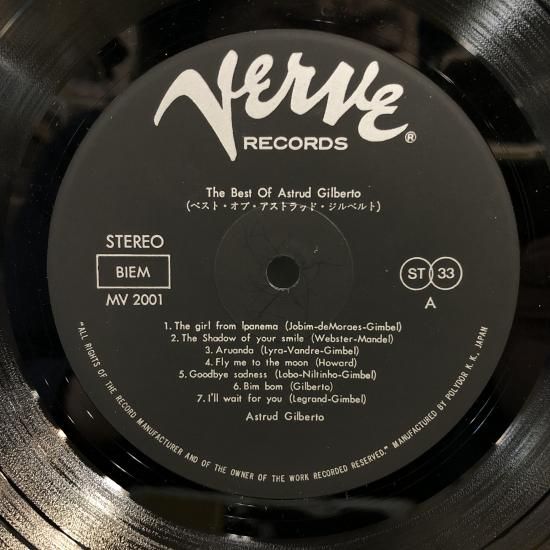 VERVE ®
RECORDS
The Best Of Astrud Gilberto
(ベスト・オブ・アストラッド・ジルベルト)
STEREO
BIEM
MV 2001
ST 33
A
1. The girl from Ipanema (Jobim-deMoraes-Gimbel)
2. The Shadow of your smile (Webster-Mandel)
3. Aruanda (Lyra-Vandre-Gimbel)
4. Fly me to the moon (Howard)
5. Goodbye sadness (Lobo-Niltinho-Gimbel)
6. Bim bom (Gilberto)
7. I'll wait for you (Legrand-Gimbel)
Astrud Gilberto
"ALL RIGHTS OF THE RECORD MANUFACTURER AND OF THE OWNER OF THE WORK RECORDED RESERVED." MANUFACTURED BY POLYDOR K. K., JAPAN